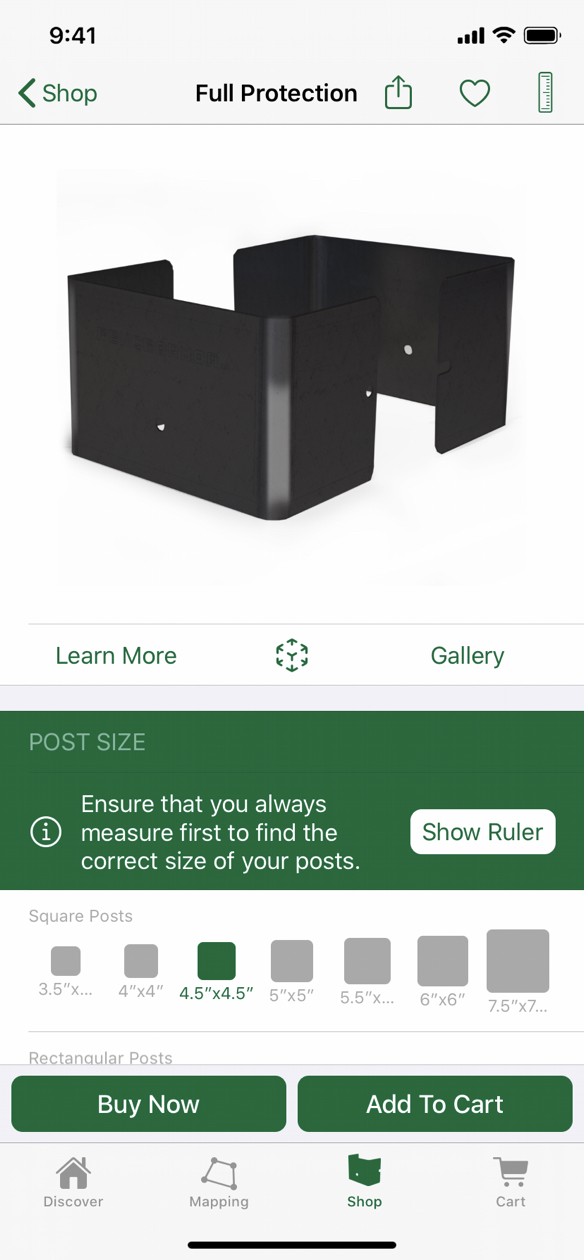 9:41
Shop
Full Protection
Learn More
Gallery
POST SIZE
Ensure that you always
measure first to find the
correct size of your posts.
Show Ruler
Square Posts
3.5″x...
4″x4″
4.5″x4.5″
5″x5″
5.5″x...
6″x6″
7.5″x7...
Rectangular Posts
Buy Now
Add To Cart
Discover
Mapping
Shop
Cart